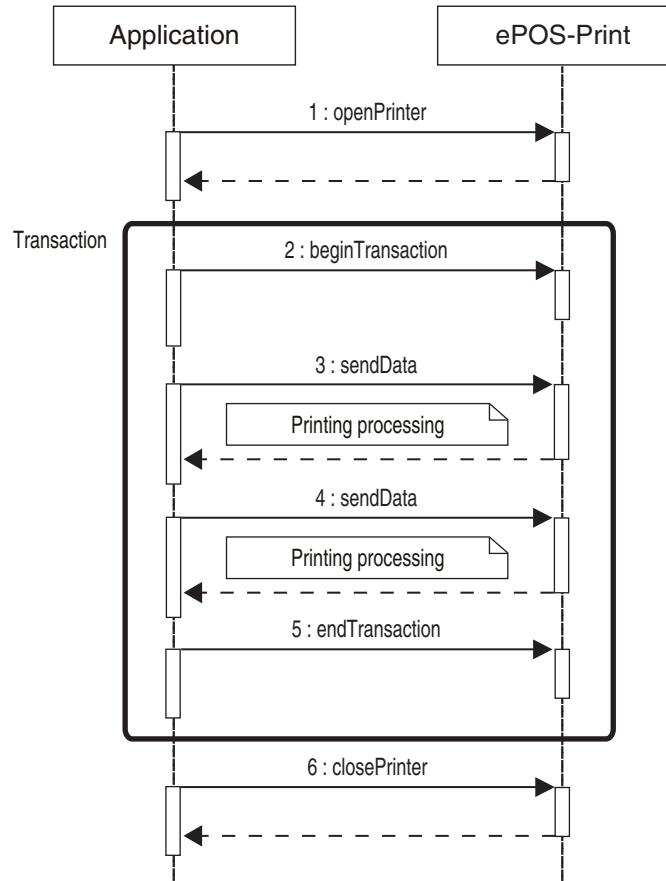 Application
ePOS-Print
1 : openPrinter
Transaction
2 : beginTransaction
3 : sendData
Printing processing
4 : sendData
Printing processing
5 : endTransaction
6 : closePrinter